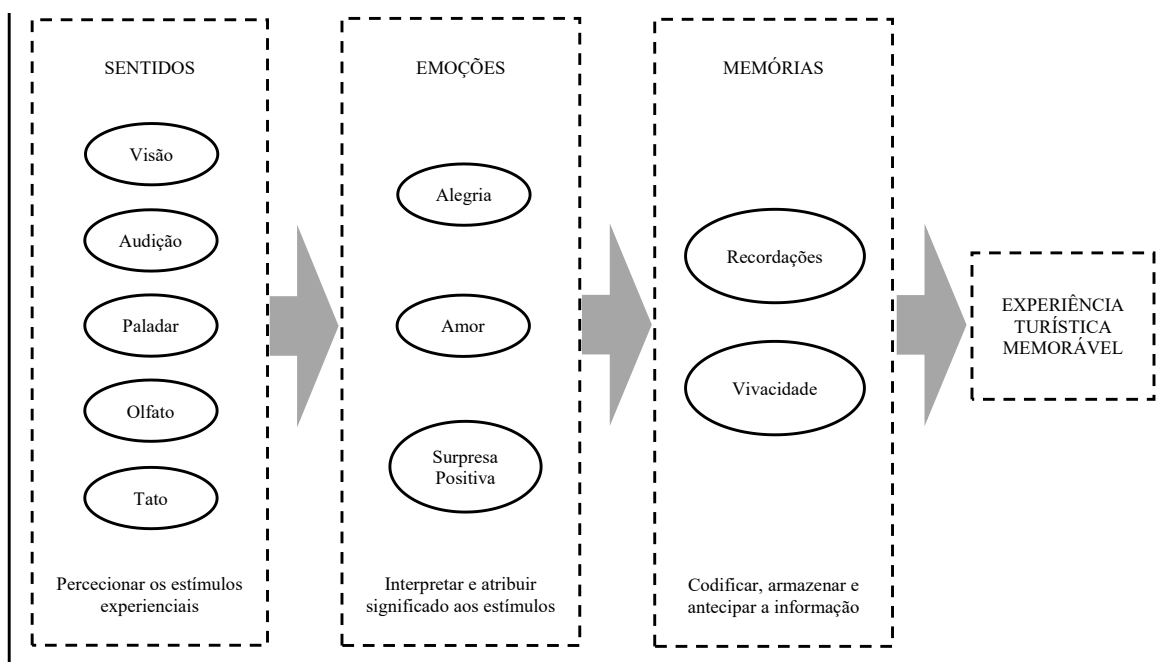 SENTIDOS
Visão
Audição
Paladar
Olfato
Tato
Percecionar os estímulos
experienciais
EMOÇÕES
Alegria
Amor
Surpresa
Positiva
Interpretar e atribuir
significado aos estímulos
MEMÓRIAS
Recordações
Vivacidade
Codificar, armazenar e
antecipar a informação
EXPERIÊNCIA
TURÍSTICA
MEMORÁVEL